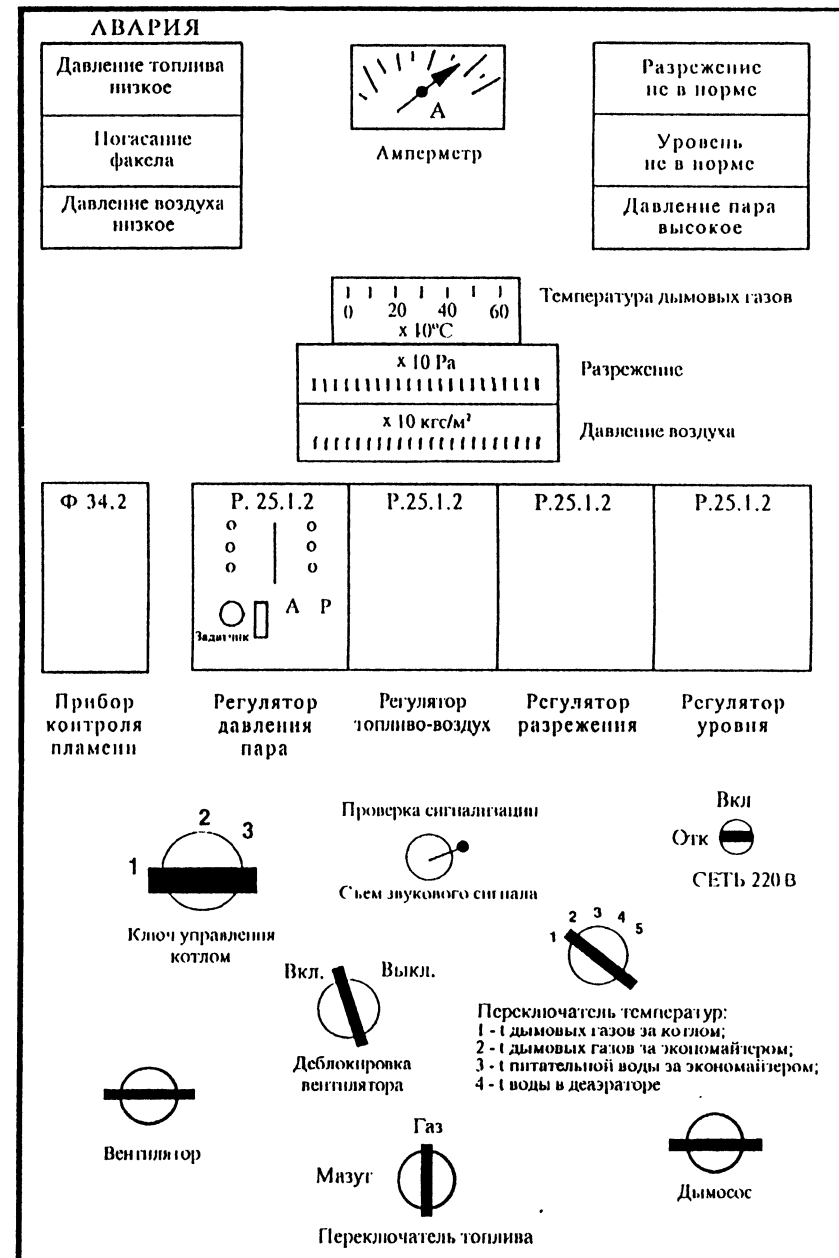 АВАРИЯ
Давление топлива
низкое
Погасание
факела
Давление воздуха
низкое
А
Амперметр
Разрежение
не в норме
Уровень
не в норме
Давление пара
высокое
0 20 40 60
х 10°С
Температура дымовых газов
х 10 Ра
Разрежение
х 10 кгс/м²
Давление воздуха
Ф 34.2
Р. 25.1.2
А Р
Задатчик
Р.25.1.2
Р.25.1.2
Р.25.1.2
Прибор
контроля
пламени
Регулятор
давления
пара
Регулятор
топливо-воздух
Регулятор
разрежения
Регулятор
уровня
1 2 3
Ключ управления
котлом
Проверка сигнализации
Съем звукового сигнала
Вкл
Отк
СЕТЬ 220 В
1 2 3 4 5
Переключатель температур:
1 - t дымовых газов за котлом;
2 - t дымовых газов за экономайзером;
3 - t питательной воды за экономайзером;
4 - t воды в деаэраторе
Вкл. Выкл.
Деблокировка
вентилятора
Вентилятор
Газ
Мазут
Переключатель топлива
Дымосос